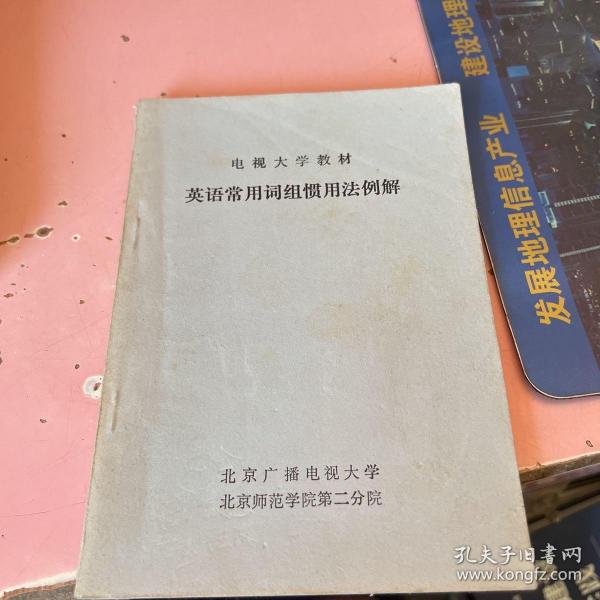 电视大学教材
英语常用词组惯用法例解
北京广播电视大学
北京师范学院第二分院
建设地理
发展地理信息产业
孔夫子旧书网
www.kongfz.com